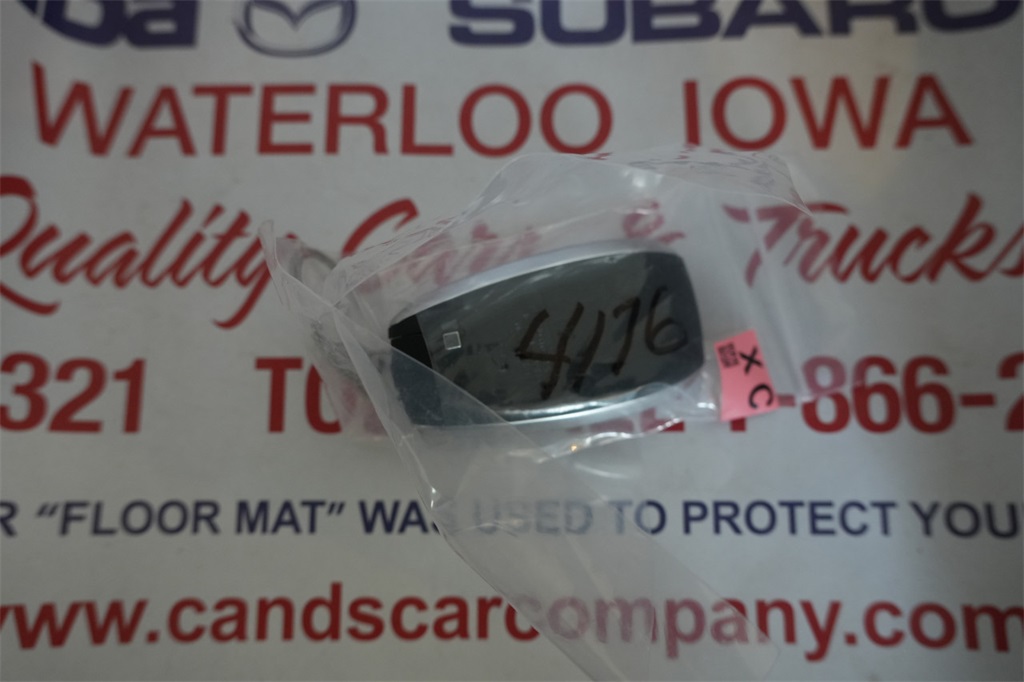 SUBARU
WATERLOO IOWA
Quality Cars & Trucks
4176
X C
321
-866-2
"FLOOR MAT" WAS USED TO PROTECT YOU
www.candscarcompany.com